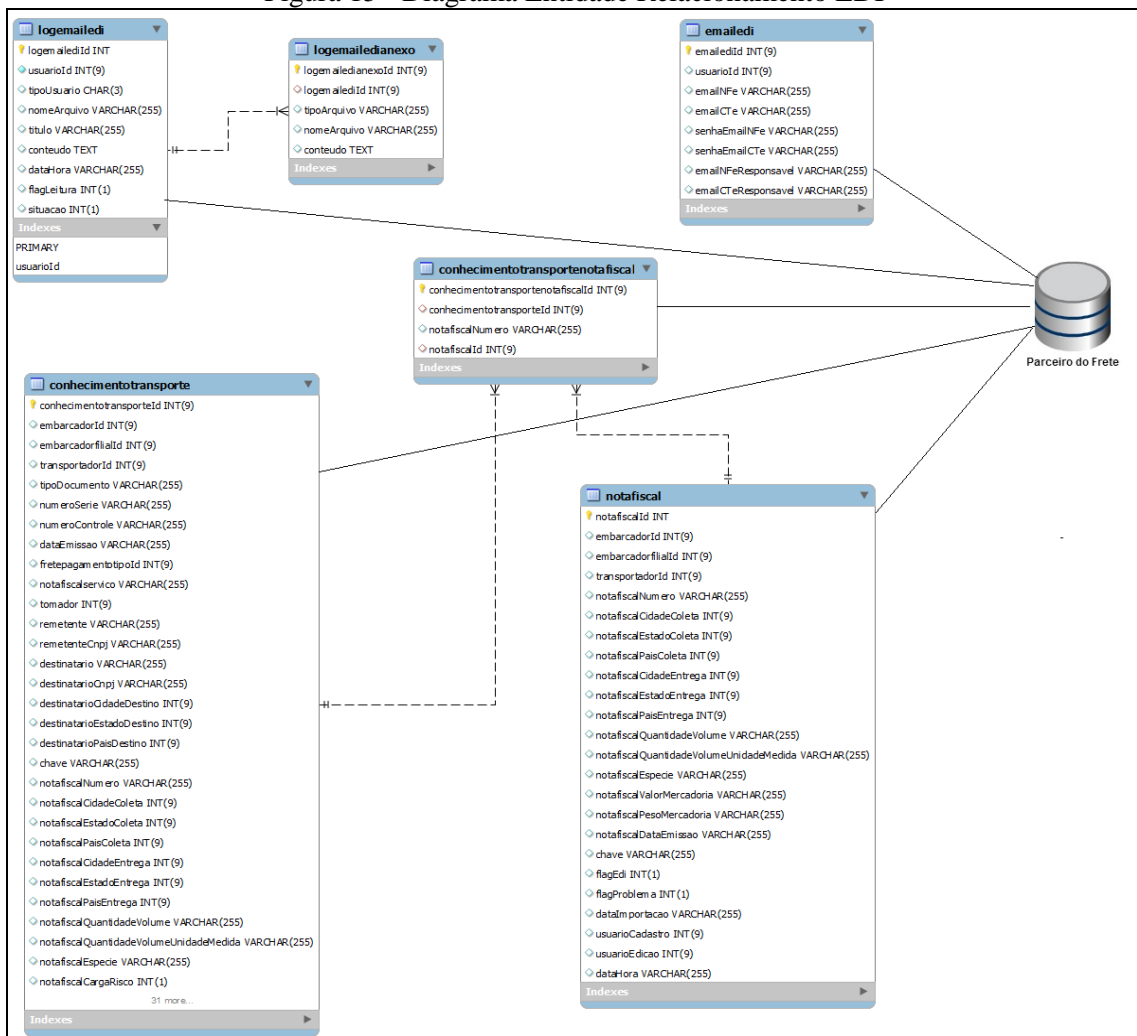 Figura 15 - Diagrama Entidade Relacionamento EDI
logemailedi
logemailediId INT
usuarioId INT(9)
tipoUsuario CHAR(3)
nomeArquivo VARCHAR(255)
titulo VARCHAR(255)
conteudo TEXT
dataHora VARCHAR(255)
flagLeitura INT(1)
situacao INT(1)
Indexes
PRIMARY
usuarioId
logemailedianexo
logemailedianexoId INT(9)
logemailediId INT(9)
tipoArquivo VARCHAR(255)
nomeArquivo VARCHAR(255)
conteudo TEXT
Indexes
emailedi
emailediId INT(9)
usuarioId INT(9)
emailNFe VARCHAR(255)
emailCTe VARCHAR(255)
senhaEmailNFe VARCHAR(255)
senhaEmailCTe VARCHAR(255)
emailNFeResponsavel VARCHAR(255)
emailCTeResponsavel VARCHAR(255)
Indexes
conhecimentotransportenotafiscal
conhecimentotransportenotafiscalId INT(9)
conhecimentotransporteId INT(9)
notafiscalNumero VARCHAR(255)
notafiscalId INT(9)
Indexes
Parceiro do Frete
conhecimentotransporte
conhecimentotransporteId INT(9)
embarcadorId INT(9)
embarcadorfilialId INT(9)
transportadorId INT(9)
tipoDocumento VARCHAR(255)
numeroSerie VARCHAR(255)
numeroControle VARCHAR(255)
dataEmissao VARCHAR(255)
fretepagamentotipoId INT(9)
notafiscalservico VARCHAR(255)
tomador INT(9)
remetente VARCHAR(255)
remetenteCnpj VARCHAR(255)
destinatario VARCHAR(255)
destinatarioCnpj VARCHAR(255)
destinatarioCidadeDestino INT(9)
destinatarioEstadoDestino INT(9)
destinatarioPaisDestino INT(9)
chave VARCHAR(255)
notafiscalNumero VARCHAR(255)
notafiscalCidadeColeta INT(9)
notafiscalEstadoColeta INT(9)
notafiscalPaisColeta INT(9)
notafiscalCidadeEntrega INT(9)
notafiscalEstadoEntrega INT(9)
notafiscalPaisEntrega INT(9)
notafiscalQuantidadeVolume VARCHAR(255)
notafiscalQuantidadeVolumeUnidadeMedida VARCHAR(255)
notafiscalEspecie VARCHAR(255)
notafiscalCargaRisco INT(1)
31 more...
Indexes
notafiscal
notafiscalId INT
embarcadorId INT(9)
embarcadorfilialId INT(9)
transportadorId INT(9)
notafiscalNumero VARCHAR(255)
notafiscalCidadeColeta INT(9)
notafiscalEstadoColeta INT(9)
notafiscalPaisColeta INT(9)
notafiscalCidadeEntrega INT(9)
notafiscalEstadoEntrega INT(9)
notafiscalPaisEntrega INT(9)
notafiscalQuantidadeVolume VARCHAR(255)
notafiscalQuantidadeVolumeUnidadeMedida VARCHAR(255)
notafiscalEspecie VARCHAR(255)
notafiscalValorMercadoria VARCHAR(255)
notafiscalPesoMercadoria VARCHAR(255)
notafiscalDataEmissao VARCHAR(255)
chave VARCHAR(255)
flagEdi INT(1)
flagProblema INT(1)
dataImportacao VARCHAR(255)
usuarioCadastro INT(9)
usuarioEdicao INT(9)
dataHora VARCHAR(255)
Indexes